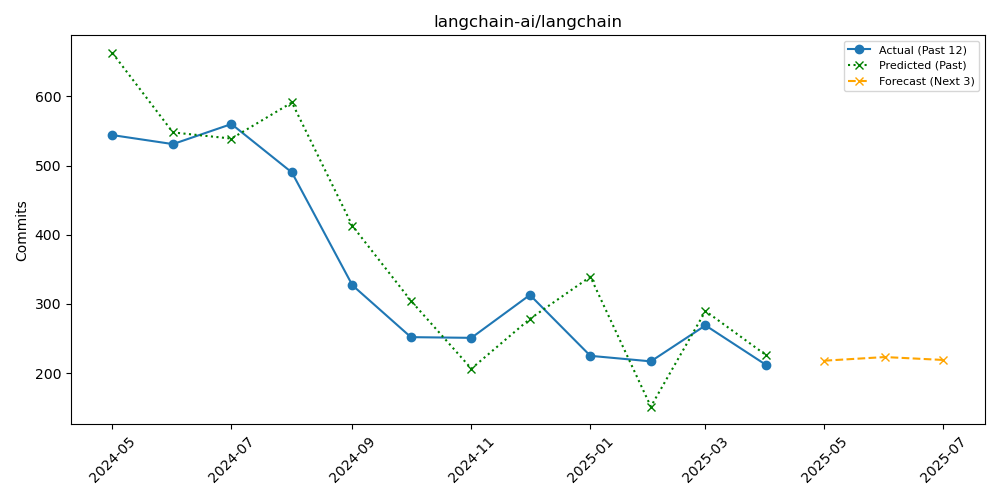 langchain-ai/langchain
Actual (Past 12)
Predicted (Past)
Forecast (Next 3)
Commits
600
500
400
300
200
2024-05
2024-07
2024-09
2024-11
2025-01
2025-03
2025-05
2025-07